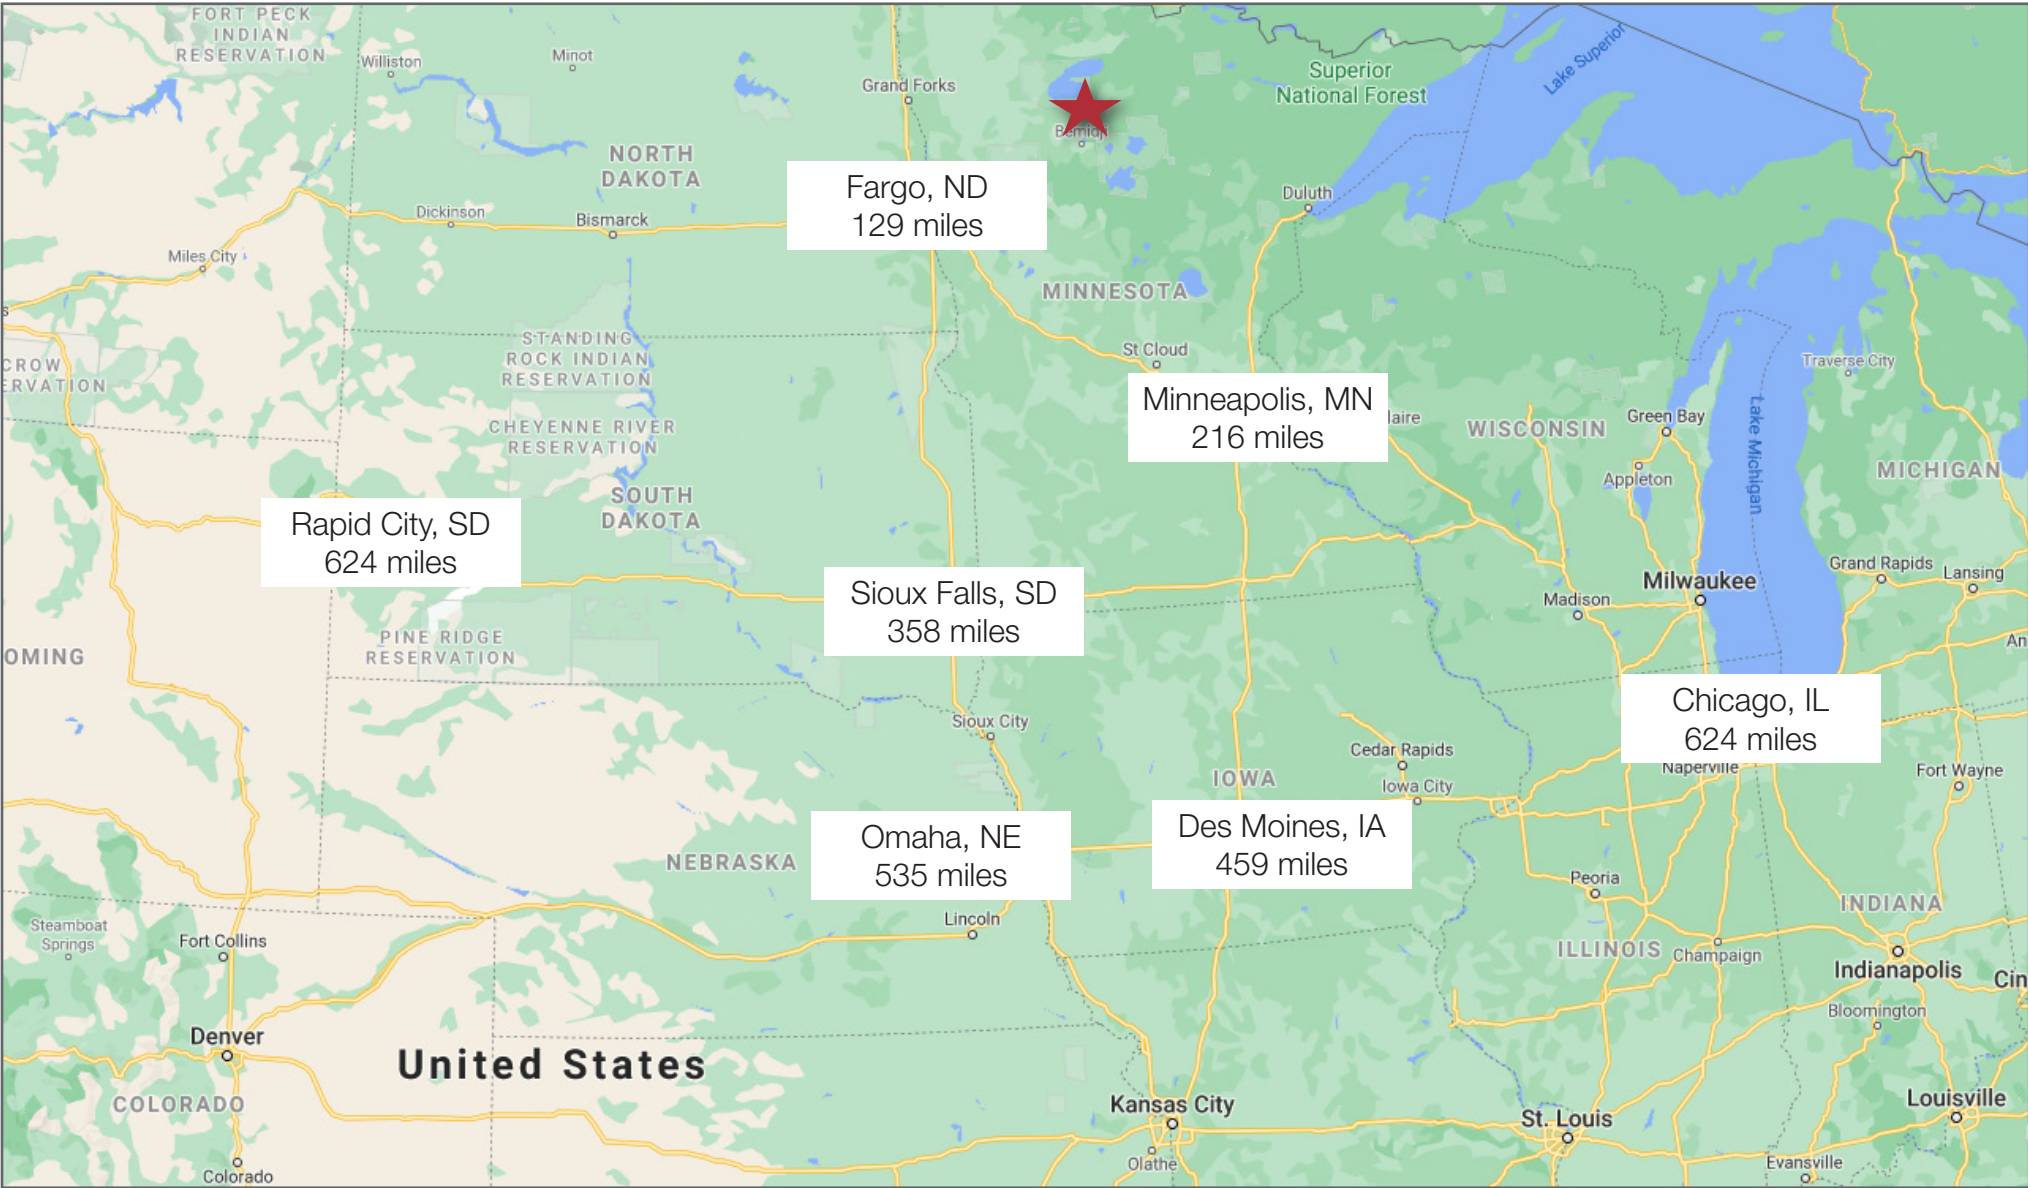 FORT PECK
INDIAN
RESERVATION
Williston
Minot
Grand Forks
Superior
National Forest
Lake Superior
Bemidji
NORTH
DAKOTA
Fargo, ND
129 miles
Duluth
Dickinson
Bismarck
Miles City
MINNESOTA
s
STANDING
ROCK INDIAN
RESERVATION
CROW
ERVATION
St Cloud
Traverse City
Minneapolis, MN
216 miles
laire
WISCONSIN
Green Bay
Lake Michigan
CHEYENNE RIVER
RESERVATION
Appleton
MICHIGAN
SOUTH
DAKOTA
Rapid City, SD
624 miles
Sioux Falls, SD
358 miles
Milwaukee
Madison
Grand Rapids
Lansing
PINE RIDGE
RESERVATION
OMING
An
Chicago, IL
624 miles
Naperville
Sioux City
Cedar Rapids
Iowa City
IOWA
Fort Wayne
Omaha, NE
535 miles
Des Moines, IA
459 miles
NEBRASKA
Peoria
INDIANA
Lincoln
Steamboat
Springs
Fort Collins
ILLINOIS
Champaign
Indianapolis
Cin
Bloomington
Denver
United States
COLORADO
Kansas City
St. Louis
Louisville
Olathe
Evansville
Colorado